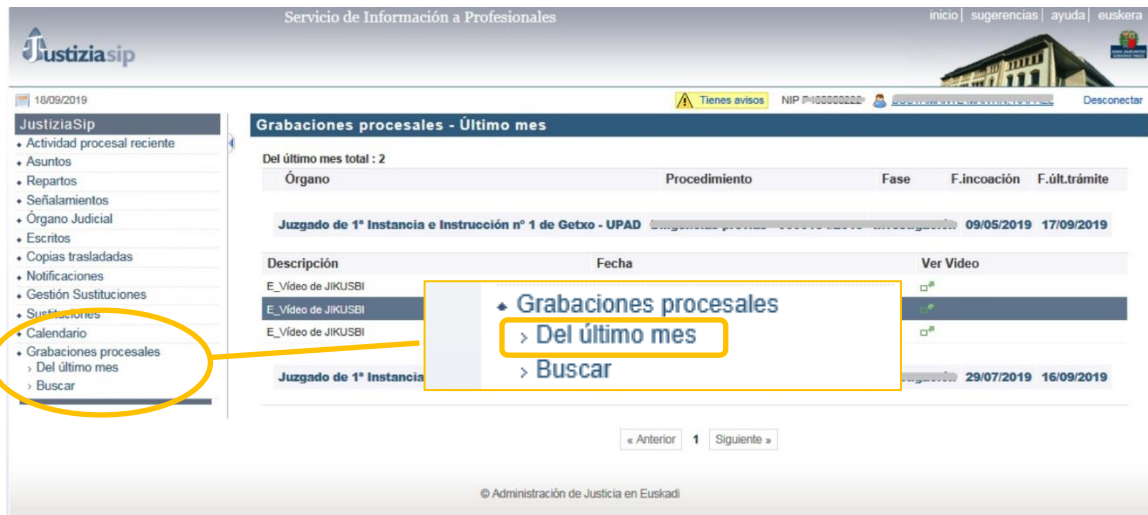 Servicio de Información a Profesionales
inicio| sugerencias| ayuda| euskera
Justiziasip
18/09/2019
Tienes avisos NIP
Desconectar
JustiziaSip
Actividad procesal reciente
Asuntos
Repartos
Señalamientos
Órgano Judicial
Escritos
Copias trasladadas
Notificaciones
Gestión Sustituciones
Sustituciones
Calendario
Grabaciones procesales
> Del último mes
> Buscar
Grabaciones procesales - Último mes
Del último mes total : 2
Órgano Procedimiento Fase F.incoación F.últ.trámite
Juzgado de 1ª Instancia e Instrucción nº 1 de Getxo - UPAD 09/05/2019 17/09/2019
Descripción Fecha Ver Video
E_Vídeo de JIKUSBI
E_Vídeo de JIKUSBI
E_Vídeo de JIKUSBI
Grabaciones procesales
> Del último mes
> Buscar
Juzgado de 1ª Instancia 29/07/2019 16/09/2019
« Anterior 1 Siguiente »
© Administración de Justicia en Euskadi